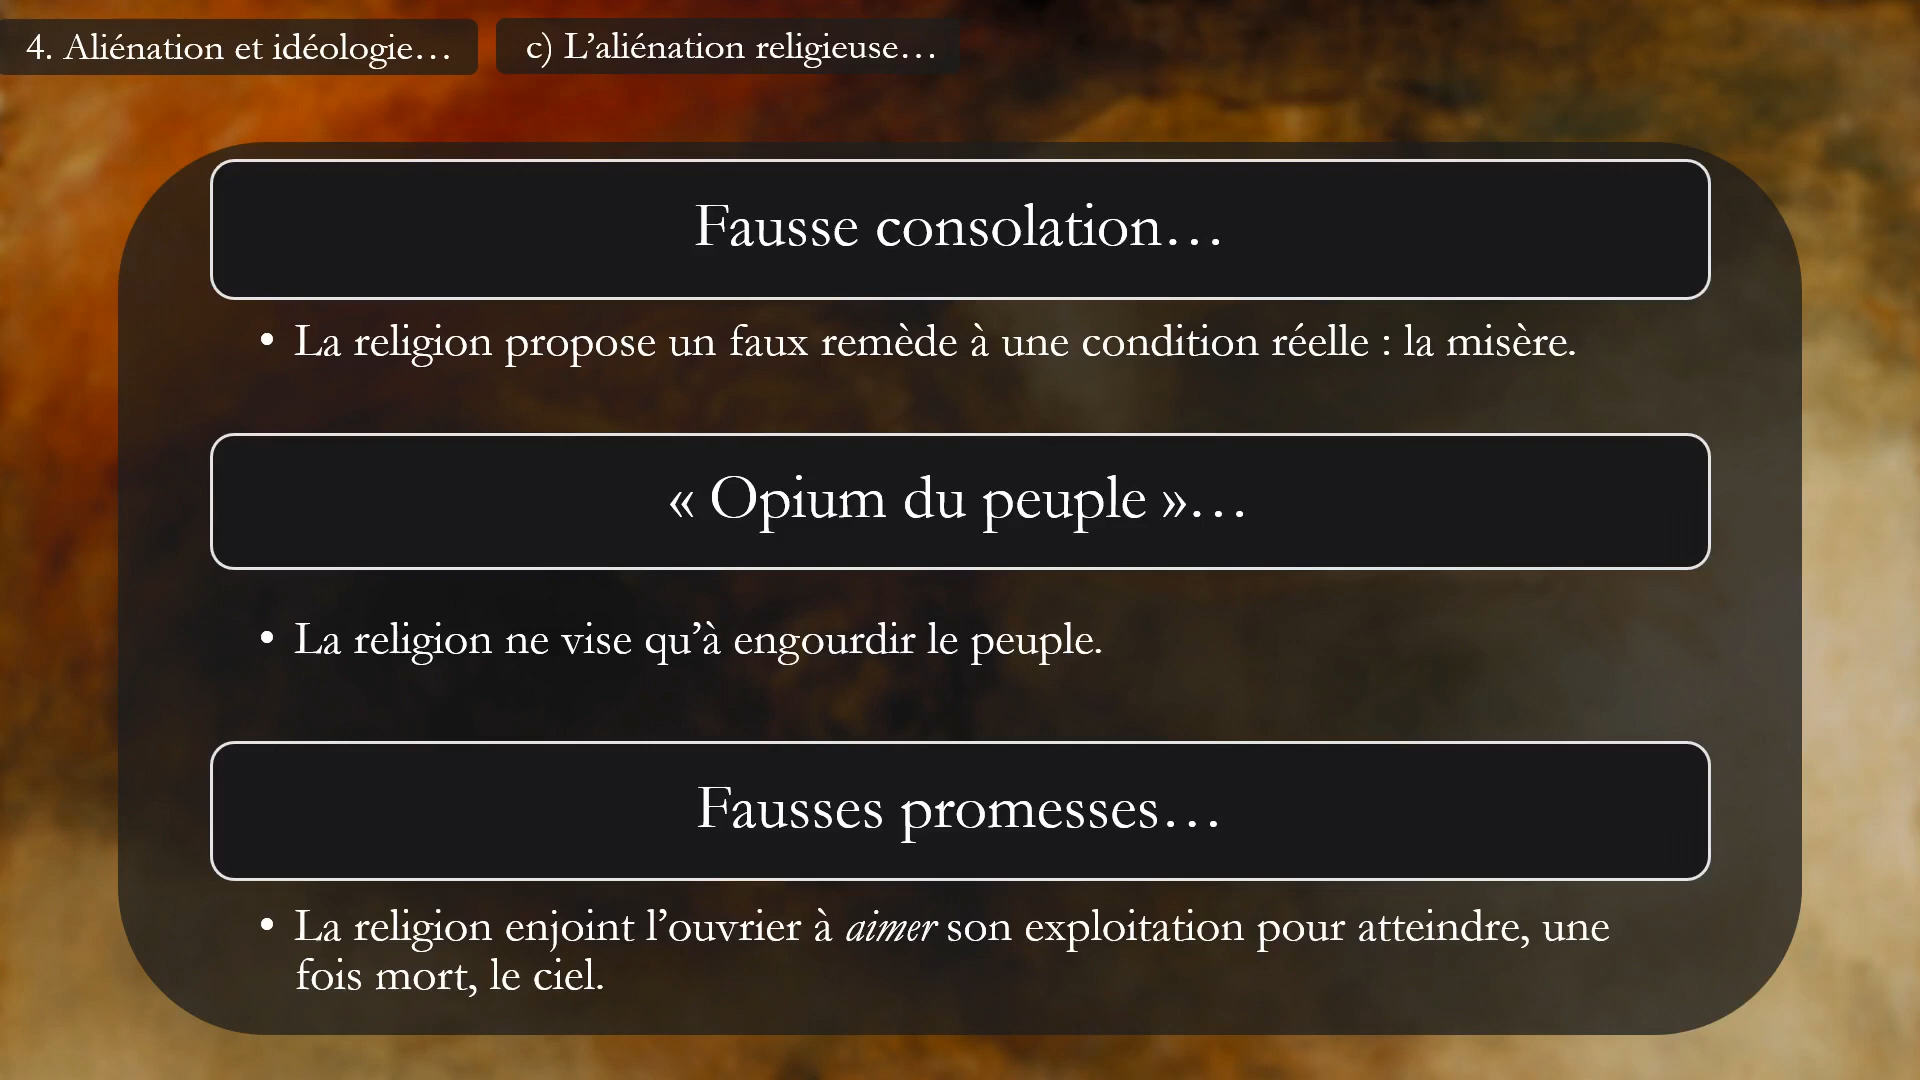 4. Aliénation et idéologie…
c) L’aliénation religieuse…
Fausse consolation…
• La religion propose un faux remède à une condition réelle : la misère.
« Opium du peuple »…
• La religion ne vise qu’à engourdir le peuple.
Fausses promesses…
• La religion enjoint l’ouvrier à aimer son exploitation pour atteindre, une
fois mort, le ciel.